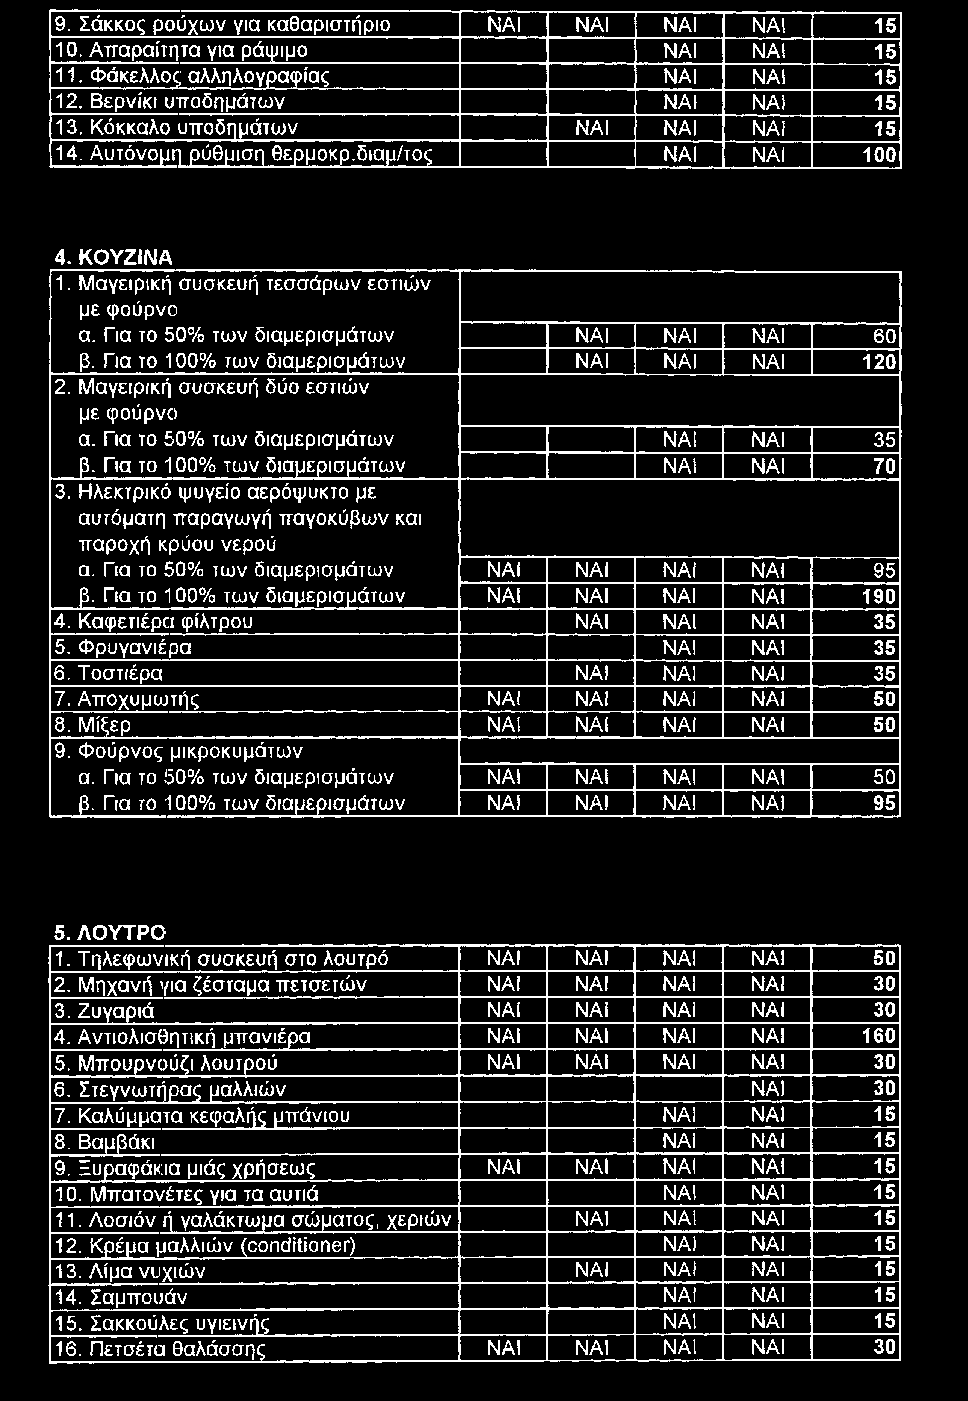 9. Σάκκος ρούχων για καθαριστήριο ΝΑΙ ΝΑΙ ΝΑΙ ΝΑΙ 15
10. Απαραίτητα για ράψιμο ΝΑΙ ΝΑΙ 15
11. Φάκελλος αλληλογραφίας ΝΑΙ ΝΑΙ 15
12. Βερνίκι υποδημάτων ΝΑΙ ΝΑΙ 15
13. Κόκκαλο υποδημάτων ΝΑΙ ΝΑΙ ΝΑΙ 15
14. Αυτόνομη ρύθμιση θερμοκρ.διαμ/τος ΝΑΙ ΝΑΙ 100
4. ΚΟΥΖΙΝΑ
1. Μαγειρική συσκευή τεσσάρων εστιών
με φούρνο
α. Για το 50% των διαμερισμάτων ΝΑΙ ΝΑΙ ΝΑΙ 60
β. Για το 100% των διαμερισμάτων ΝΑΙ ΝΑΙ ΝΑΙ 120
2. Μαγειρική συσκευή δύο εστιών
με φούρνο
α. Για το 50% των διαμερισμάτων ΝΑΙ ΝΑΙ 35
β. Για το 100% των διαμερισμάτων ΝΑΙ ΝΑΙ 70
3. Ηλεκτρικό ψυγείο αερόψυκτο με
αυτόματη παραγωγή παγοκύβων και
παροχή κρύου νερού
α. Για το 50% των διαμερισμάτων ΝΑΙ ΝΑΙ ΝΑΙ ΝΑΙ 95
β. Για το 100% των διαμερισμάτων ΝΑΙ ΝΑΙ ΝΑΙ ΝΑΙ 190
4. Καφετιέρα φίλτρου ΝΑΙ ΝΑΙ ΝΑΙ 35
5. Φρυγανιέρα ΝΑΙ ΝΑΙ 35
6. Τοστιέρα ΝΑΙ ΝΑΙ ΝΑΙ 35
7. Αποχυμωτής ΝΑΙ ΝΑΙ ΝΑΙ ΝΑΙ 50
8. Μίξερ ΝΑΙ ΝΑΙ ΝΑΙ ΝΑΙ 50
9. Φούρνος μικροκυμάτων
α. Για το 50% των διαμερισμάτων ΝΑΙ ΝΑΙ ΝΑΙ ΝΑΙ 50
β. Για το 100% των διαμερισμάτων ΝΑΙ ΝΑΙ ΝΑΙ ΝΑΙ 95
5. ΛΟΥΤΡΟ
1. Τηλεφωνική συσκευή στο λουτρό ΝΑΙ ΝΑΙ ΝΑΙ ΝΑΙ 50
2. Μηχανή για ζέσταμα πετσετών ΝΑΙ ΝΑΙ ΝΑΙ ΝΑΙ 30
3. Ζυγαριά ΝΑΙ ΝΑΙ ΝΑΙ ΝΑΙ 30
4. Αντιολισθητική μπανιέρα ΝΑΙ ΝΑΙ ΝΑΙ ΝΑΙ 160
5. Μπουρνούζι λουτρού ΝΑΙ ΝΑΙ ΝΑΙ ΝΑΙ 30
6. Στεγνωτήρας μαλλιών ΝΑΙ 30
7. Καλύμματα κεφαλής μπάνιου ΝΑΙ ΝΑΙ 15
8. Βαμβάκι ΝΑΙ ΝΑΙ 15
9. Ξυραφάκια μιάς χρήσεως ΝΑΙ ΝΑΙ ΝΑΙ ΝΑΙ 15
10. Μπατονέτες για τα αυτιά ΝΑΙ ΝΑΙ 15
11. Λοσιόν ή γαλάκτωμα σώματος, χεριών ΝΑΙ ΝΑΙ ΝΑΙ 15
12. Κρέμα μαλλιών (conditioner) ΝΑΙ ΝΑΙ 15
13. Λίμα νυχιών ΝΑΙ ΝΑΙ ΝΑΙ 15
14. Σαμπουάν ΝΑΙ ΝΑΙ 15
15. Σακκούλες υγιεινής ΝΑΙ ΝΑΙ 15
16. Πετσέτα θαλάσσης ΝΑΙ ΝΑΙ ΝΑΙ ΝΑΙ 30